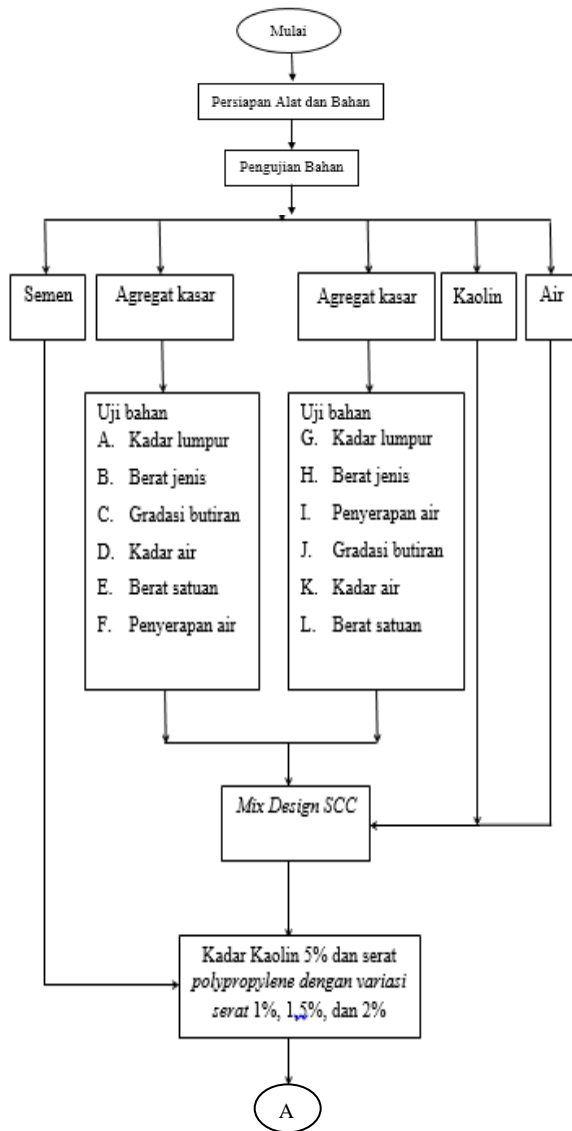 Mulai
Persiapan Alat dan Bahan
Pengujian Bahan
Semen
Agregat kasar
Agregat kasar
Kaolin
Air
Uji bahan
A. Kadar lumpur
B. Berat jenis
C. Gradasi butiran
D. Kadar air
E. Berat satuan
F. Penyerapan air
Uji bahan
G. Kadar lumpur
H. Berat jenis
I. Penyerapan air
J. Gradasi butiran
K. Kadar air
L. Berat satuan
Mix Design SCC
Kadar Kaolin 5% dan serat
polypropylene dengan variasi
serat 1%, 1,5%, dan 2%
A